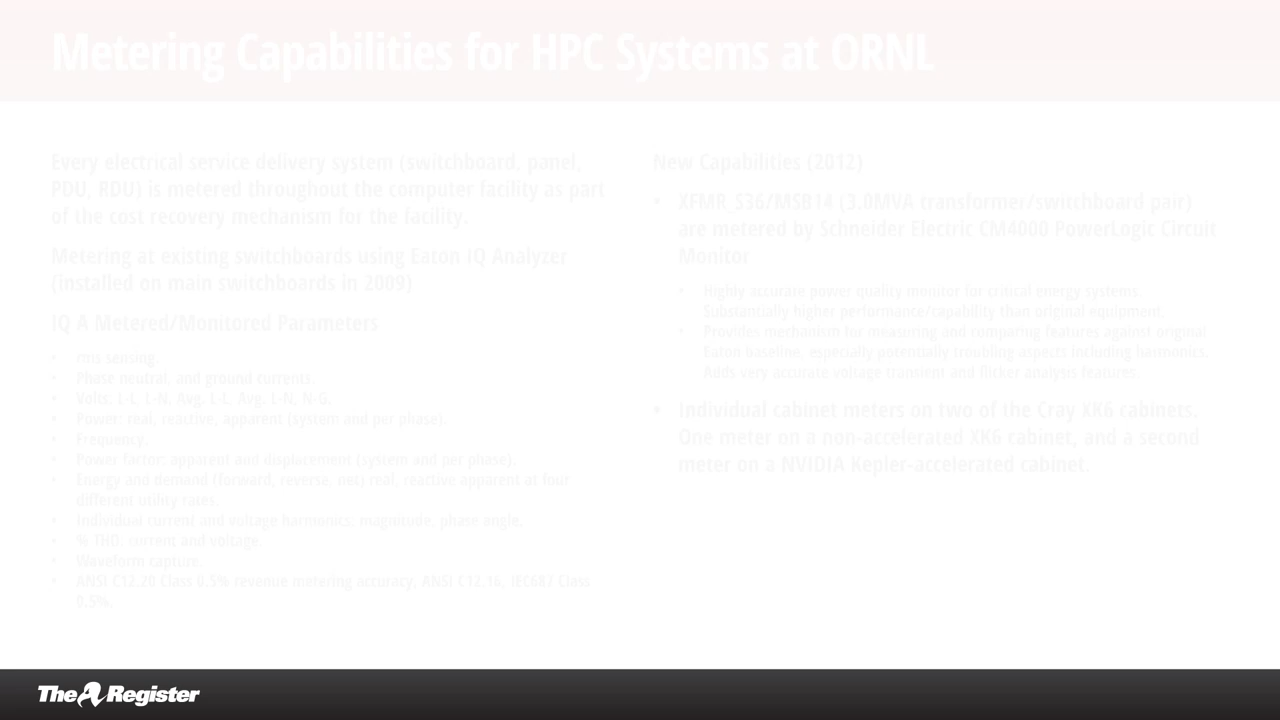 Metering Capabilities for HPC Systems at ORNL
Every electrical service delivery system (switchboard, panel,
PDU, RDU) is metered throughout the computer facility as part
of the cost recovery mechanism for the facility.
Metering at existing switchboards using Eaton IQ Analyzer
(installed on main switchboards in 2009)
IQ A Metered/Monitored Parameters
• rms sensing.
• Phase neutral, and ground currents.
• Volts: L-L, L-N, Avg. L-L, Avg. L-N, N-G.
• Power: real, reactive, apparent (system and per phase).
• Frequency.
• Power factor: apparent and displacement (system and per phase).
• Energy and demand (forward, reverse, net) real, reactive apparent at four
different utility rates.
• Individual current and voltage harmonics: magnitude, phase angle.
• % THD: current and voltage.
• Waveform capture.
• ANSI C12.20 Class 0.5% revenue metering accuracy, ANSI C12.16, IEC687 Class
0.5%.
New Capabilities (2012)
• XFMR_S36/MSB14 (3.0MVA transformer/switchboard pair)
are metered by Schneider Electric CM4000 PowerLogic Circuit
Monitor
• Highly accurate power quality monitor for critical energy systems.
Substantially higher performance/capability than original equipment.
• Provides mechanism for measuring and comparing features against original
Eaton baseline, especially potentially troubling aspects including harmonics.
Adds very accurate voltage transient and flicker analysis features.
• Individual cabinet meters on two of the Cray XK6 cabinets.
One meter on a non-accelerated XK6 cabinet, and a second
meter on a NVIDIA Kepler-accelerated cabinet.
The Register